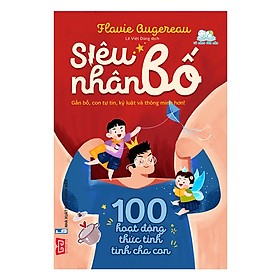 Flavie Augereau
Lê Việt Dũng dịch
SIêu
nhân Bố
Gần bố, con tự tin, kỷ luật và thông minh hơn!
100
hoạt động
thức tỉnh
tình cha con